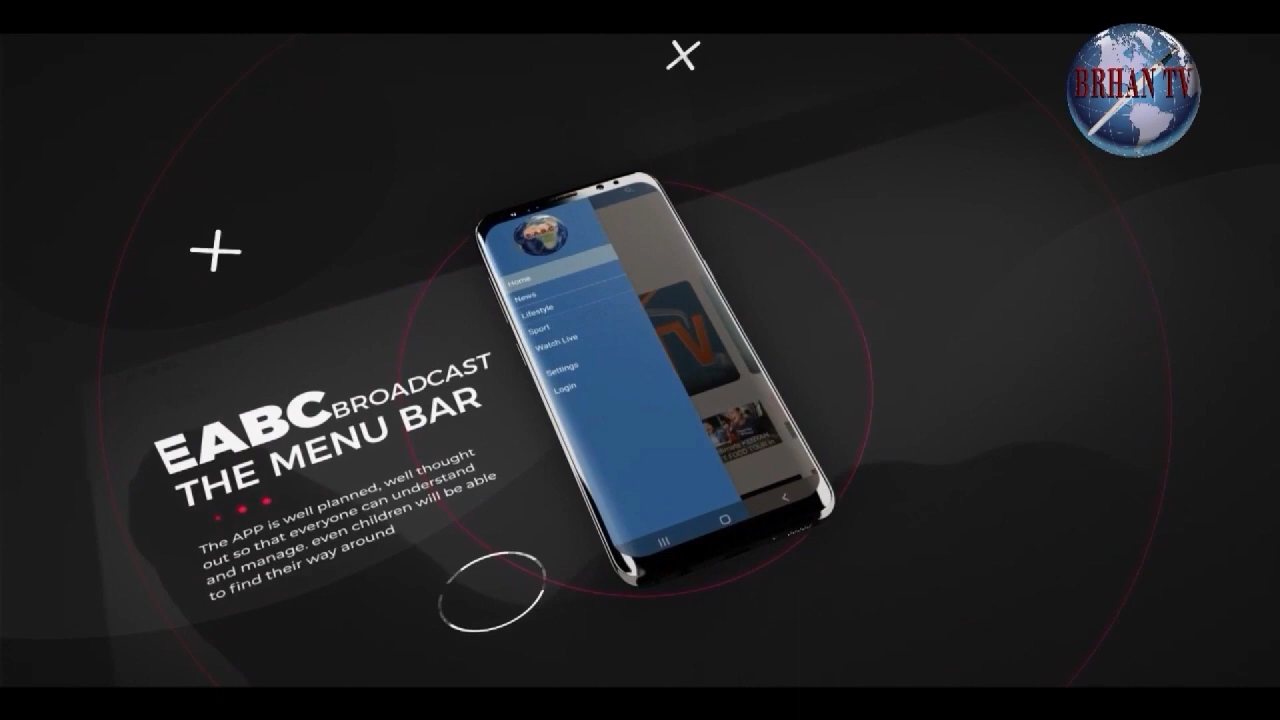 BRHAN TV
Home
News
Lifestyle
Sport
Watch Live
Settings
Login
TV
EABC BROADCAST
THE MENU BAR
The APP is well planned, well thought
out so that everyone can understand
and manage, even children will be able
to find their way around